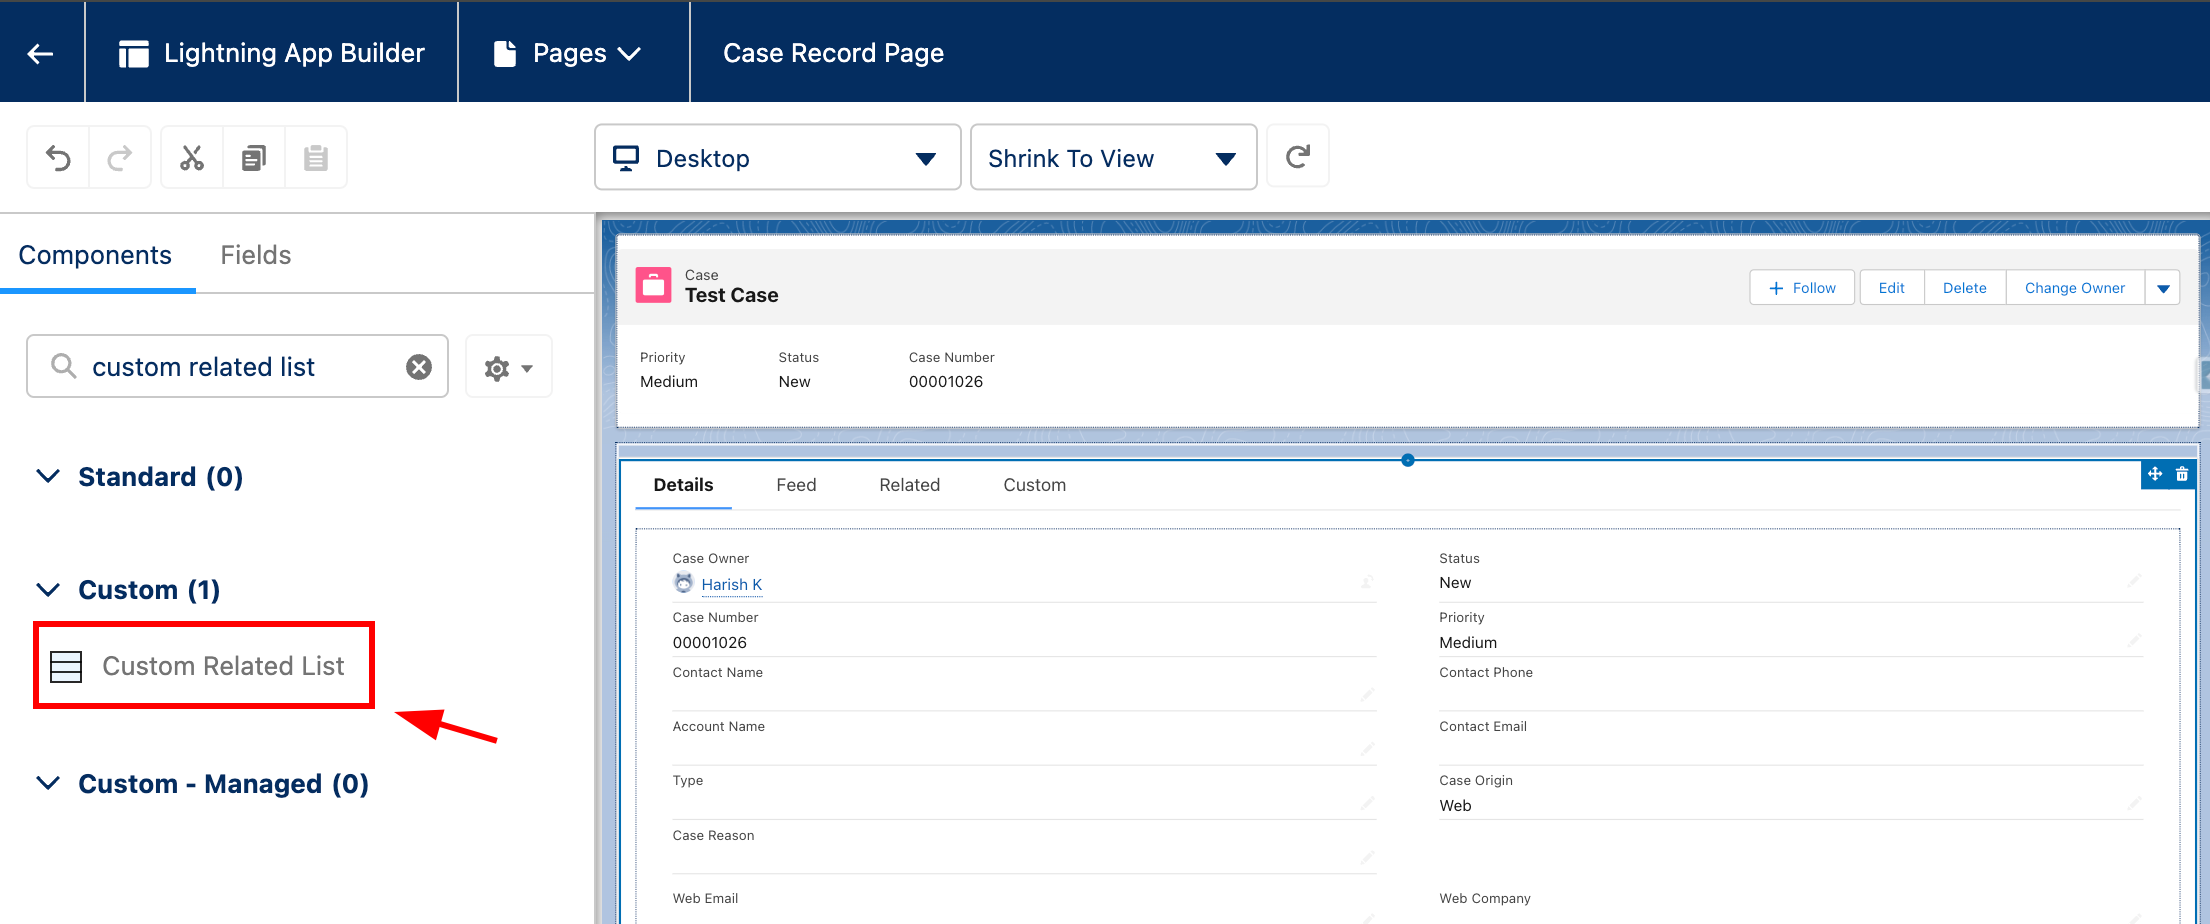 Lightning App Builder
Pages
Case Record Page
Desktop
Shrink To View
Components
Fields
custom related list
Standard (0)
Custom (1)
Custom Related List
Custom - Managed (0)
Case
Test Case
Follow
Edit
Delete
Change Owner
Priority
Status
Case Number
Medium
New
00001026
Details
Feed
Related
Custom
Case Owner
Harish K
Status
New
Case Number
00001026
Priority
Medium
Contact Name
Contact Phone
Account Name
Contact Email
Type
Case Origin
Web
Case Reason
Web Email
Web Company